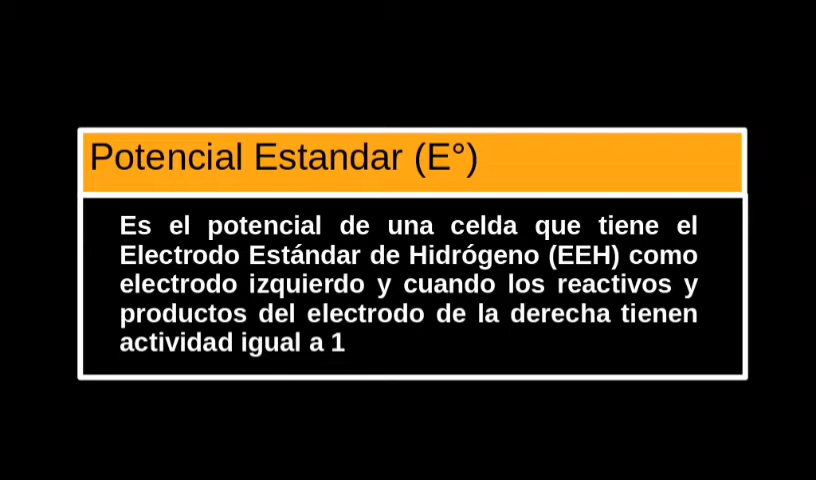 Potencial Estandar (E°)
Es el potencial de una celda que tiene el
Electrodo Estándar de Hidrógeno (EEH) como
electrodo izquierdo y cuando los reactivos y
productos del electrodo de la derecha tienen
actividad igual a 1